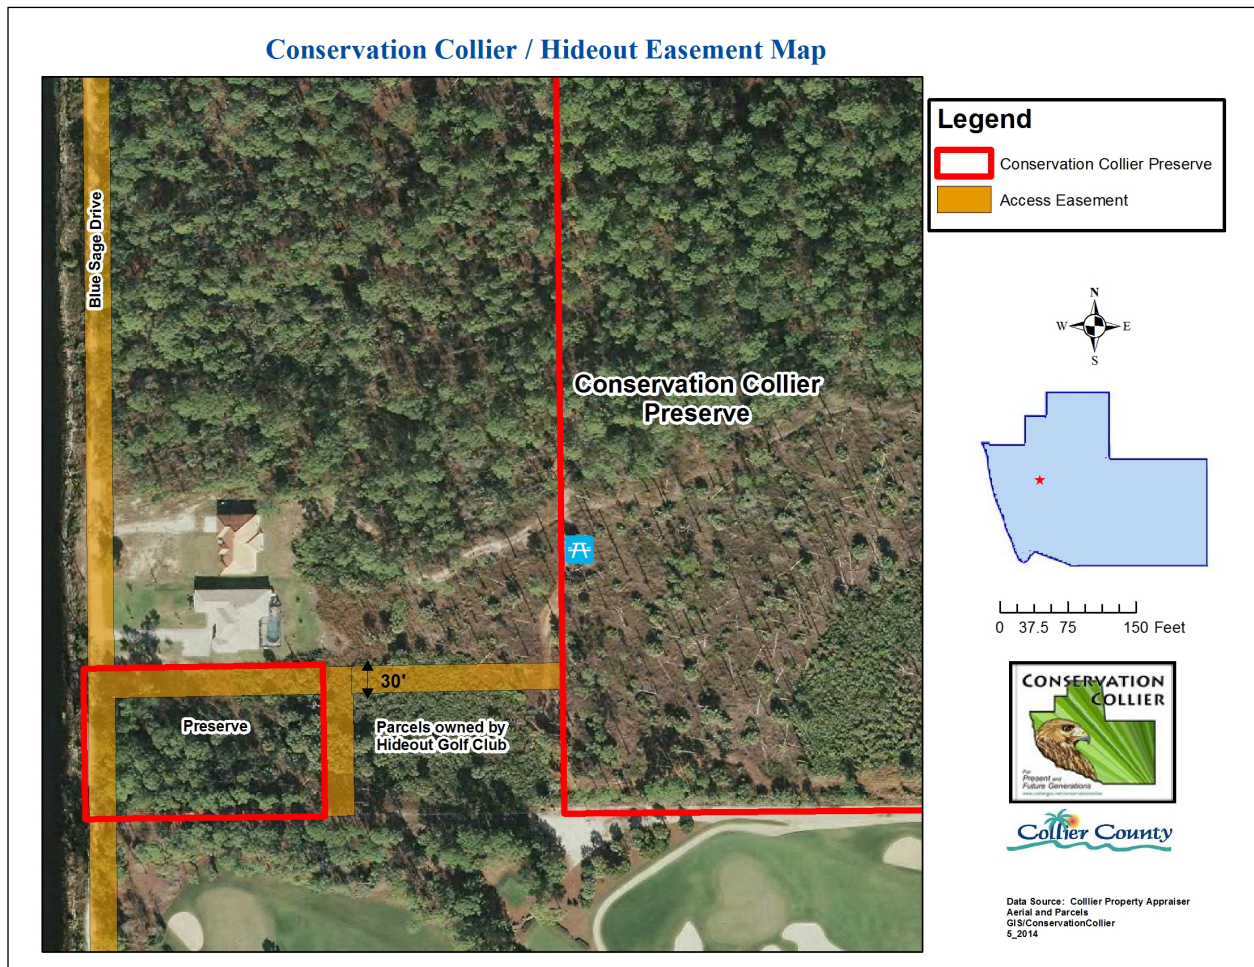 Conservation Collier / Hideout Easement Map
Blue Sage Drive
Conservation Collier
Preserve
30'
Preserve
Parcels owned by
Hideout Golf Club
Legend
Conservation Collier Preserve
Access Easement
N
W E
S
0 37.5 75 150 Feet
CONSERVATION
COLLIER
For
Present and
Future Generations
Collier County
Data Source: Colllier Property Appraiser
Aerial and Parcels
GIS/ConservationCollier
5_2014